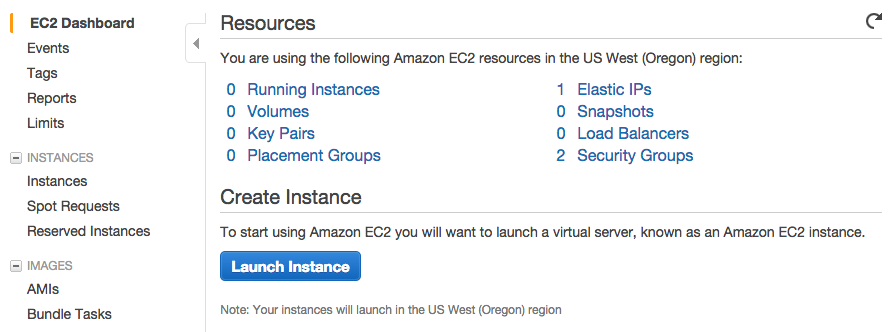 EC2 Dashboard
Events
Tags
Reports
Limits
INSTANCES
Instances
Spot Requests
Reserved Instances
IMAGES
AMIs
Bundle Tasks
Resources
You are using the following Amazon EC2 resources in the US West (Oregon) region:
0 Running Instances
0 Volumes
0 Key Pairs
0 Placement Groups
1 Elastic IPs
0 Snapshots
0 Load Balancers
2 Security Groups
Create Instance
To start using Amazon EC2 you will want to launch a virtual server, known as an Amazon EC2 instance.
Launch Instance
Note: Your instances will launch in the US West (Oregon) region